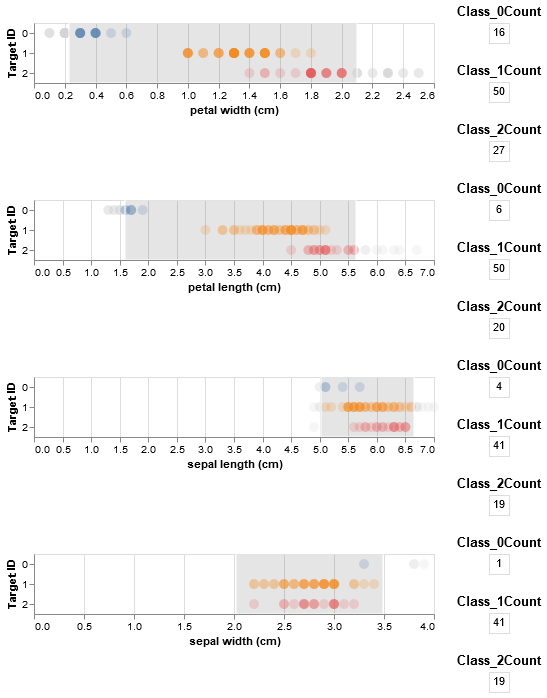 Target ID
0
1
2
0.0 0.2 0.4 0.6 0.8 1.0 1.2 1.4 1.6 1.8 2.0 2.2 2.4 2.6
petal width (cm)
Class_0Count
16
Class_1Count
50
Class_2Count
27
Target ID
0
1
2
0.0 0.5 1.0 1.5 2.0 2.5 3.0 3.5 4.0 4.5 5.0 5.5 6.0 6.5 7.0
petal length (cm)
Class_0Count
6
Class_1Count
50
Class_2Count
20
Target ID
0
1
2
0.0 0.5 1.0 1.5 2.0 2.5 3.0 3.5 4.0 4.5 5.0 5.5 6.0 6.5 7.0
sepal length (cm)
Class_0Count
4
Class_1Count
41
Class_2Count
19
Target ID
0
1
2
0.0 0.5 1.0 1.5 2.0 2.5 3.0 3.5 4.0
sepal width (cm)
Class_0Count
1
Class_1Count
41
Class_2Count
19